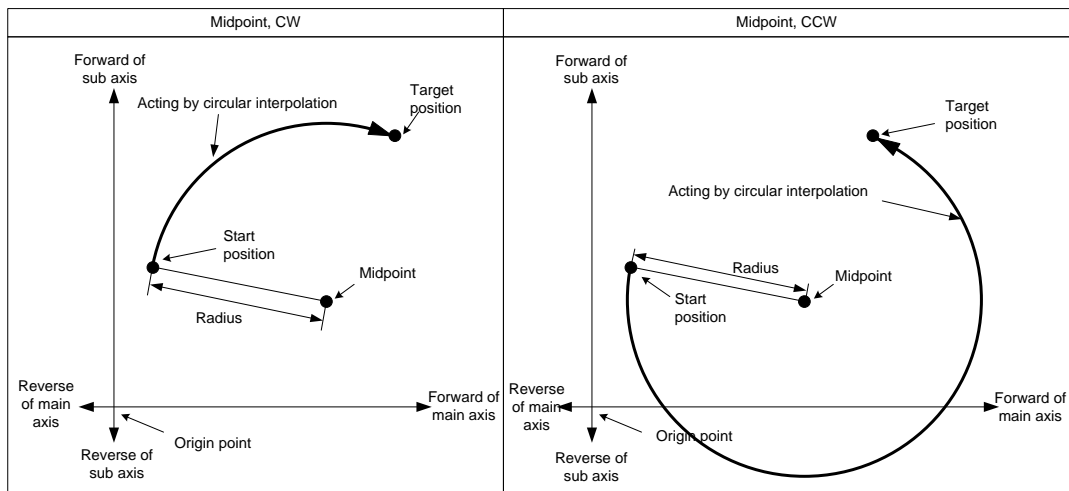 Midpoint, CW
Forward of
sub axis
Target
position
Acting by circular interpolation
Start
position
Midpoint
Radius
Reverse
of main
axis
Forward of
main axis
Origin point
Reverse of
sub axis
Midpoint, CCW
Forward of
sub axis
Target
position
Acting by circular interpolation
Radius
Midpoint
Start
position
Reverse
of main
axis
Forward of
main axis
Origin point
Reverse of
sub axis